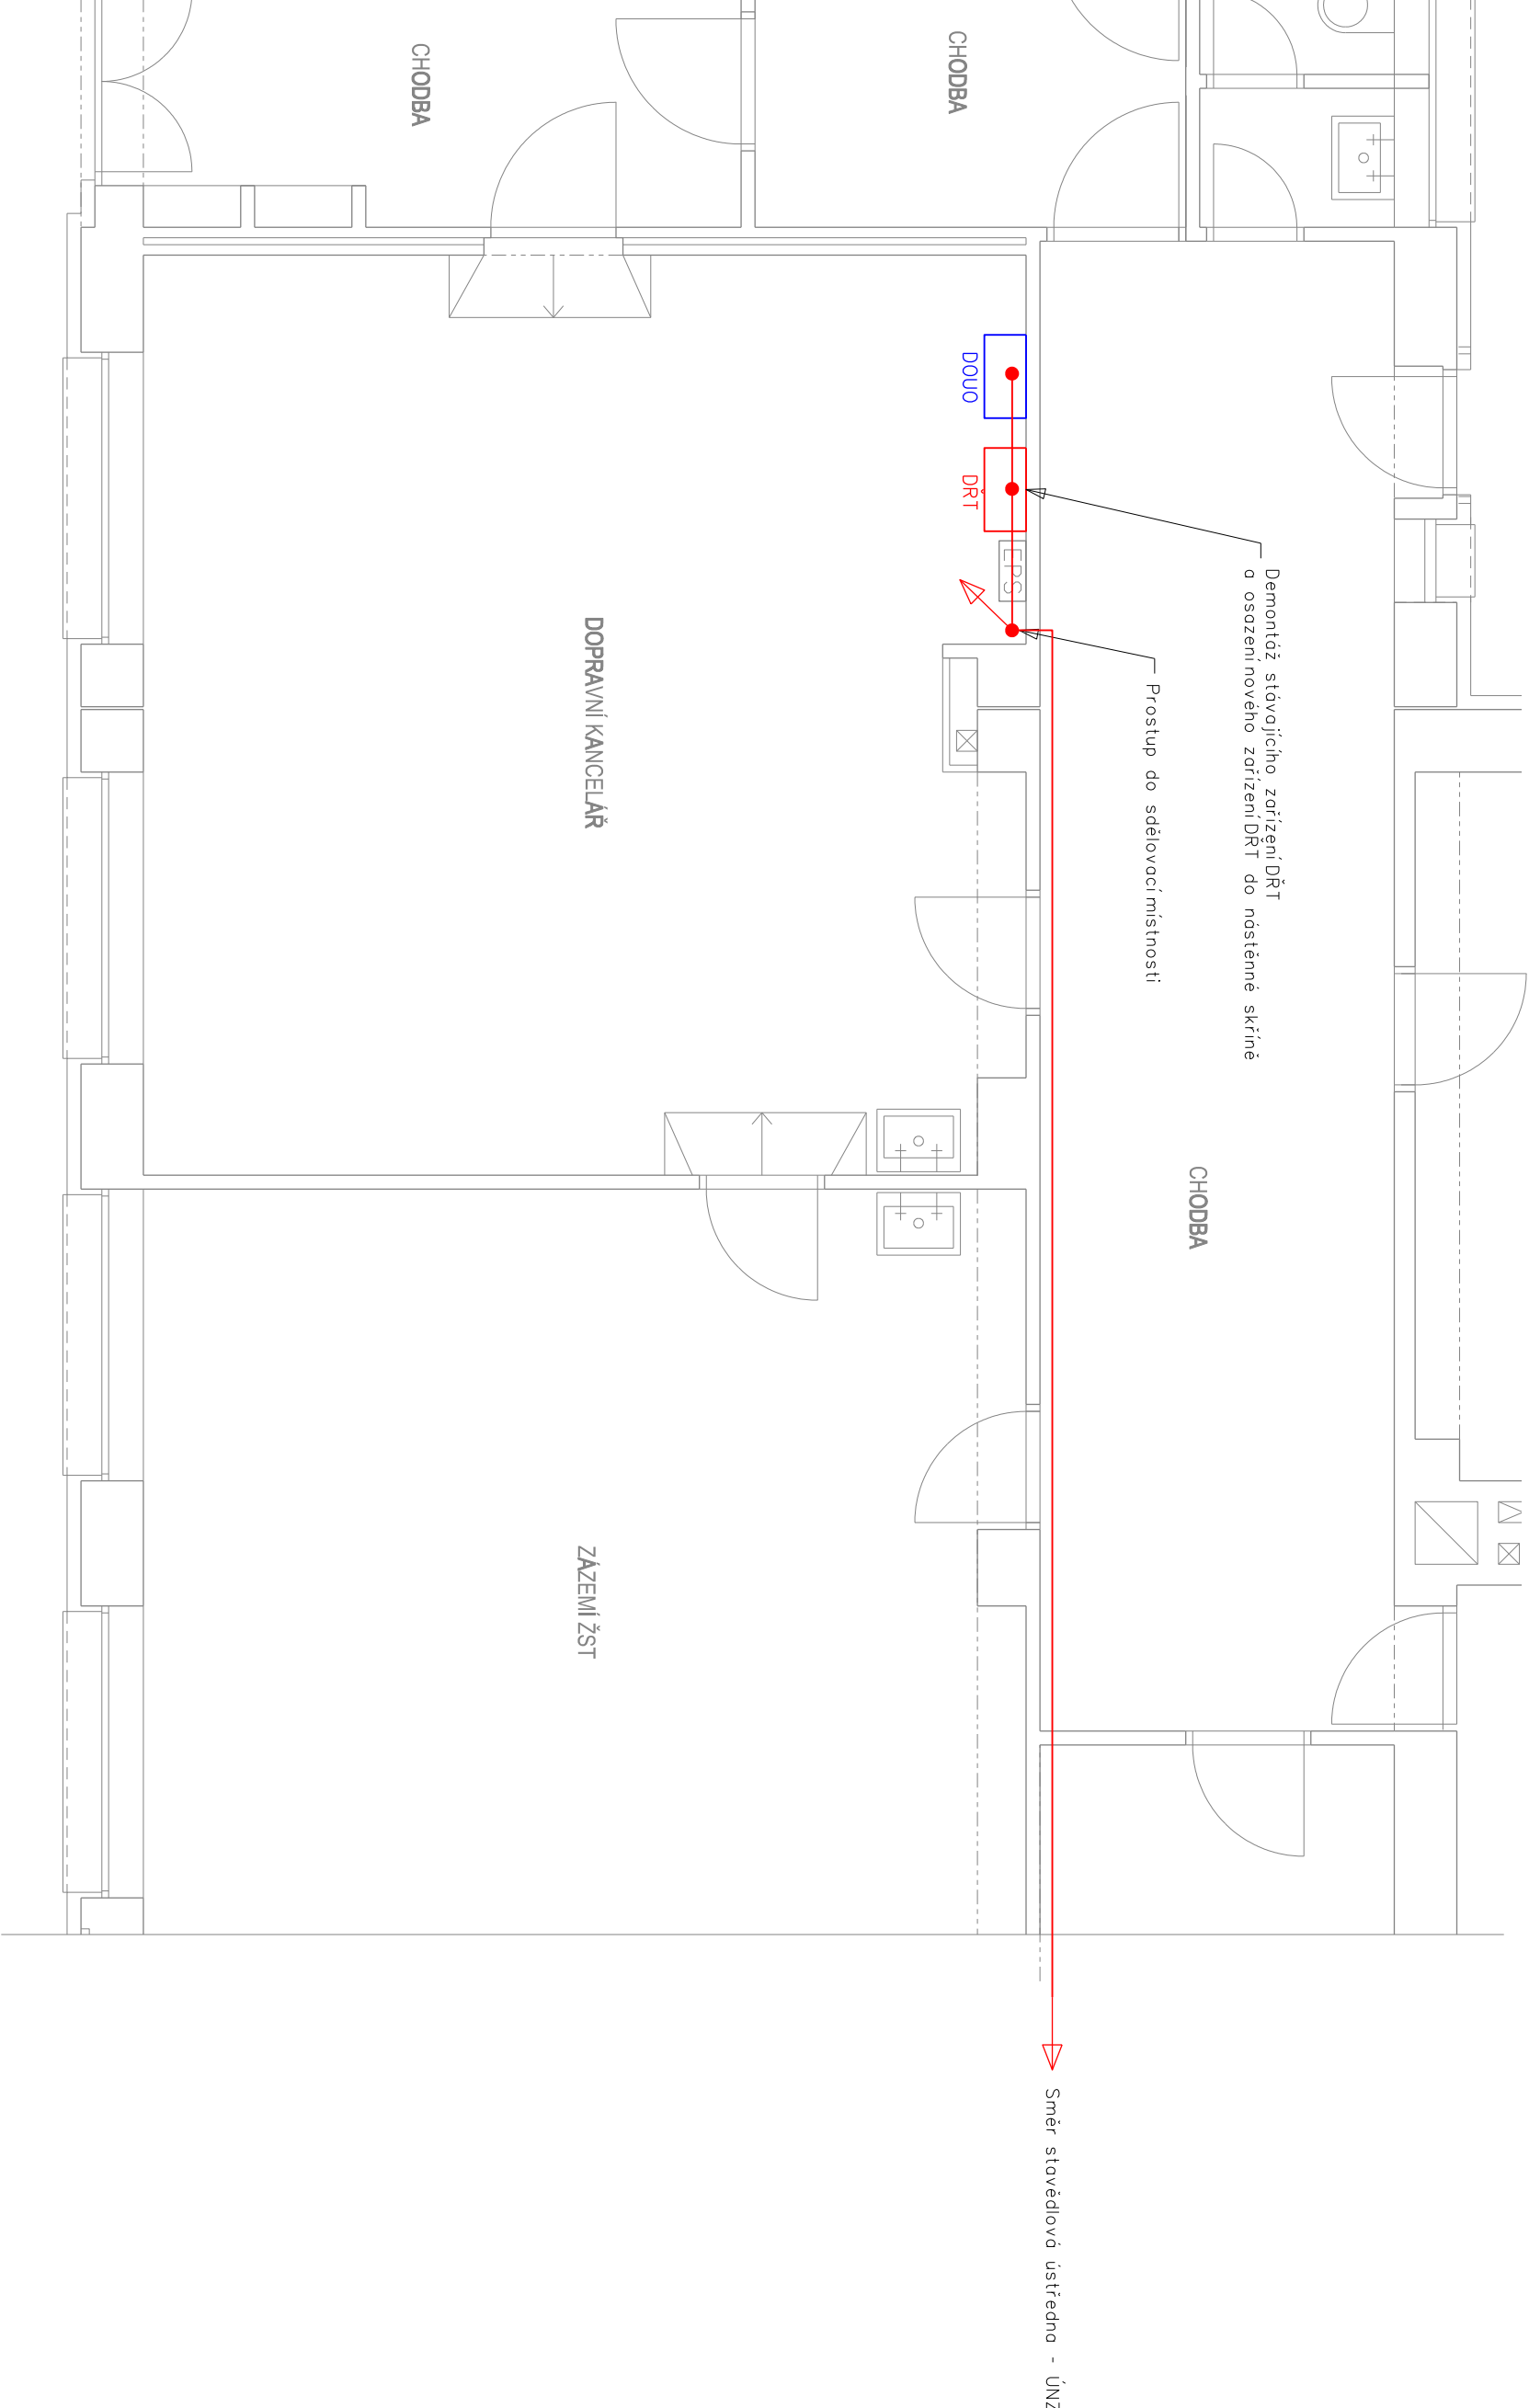 CHODBA
CHODBA
DOUO
DŘT
EPS
Demontáž stávajícího zařízení DŘT
a osazení nového zařízení DŘT do nástěnné skříně
Prostup do sdělovací místnosti
DOPRAVNÍ KANCELÁŘ
CHODBA
ZÁZEMÍ ŽST
Směr stavědlová ústředna - ÚNZ